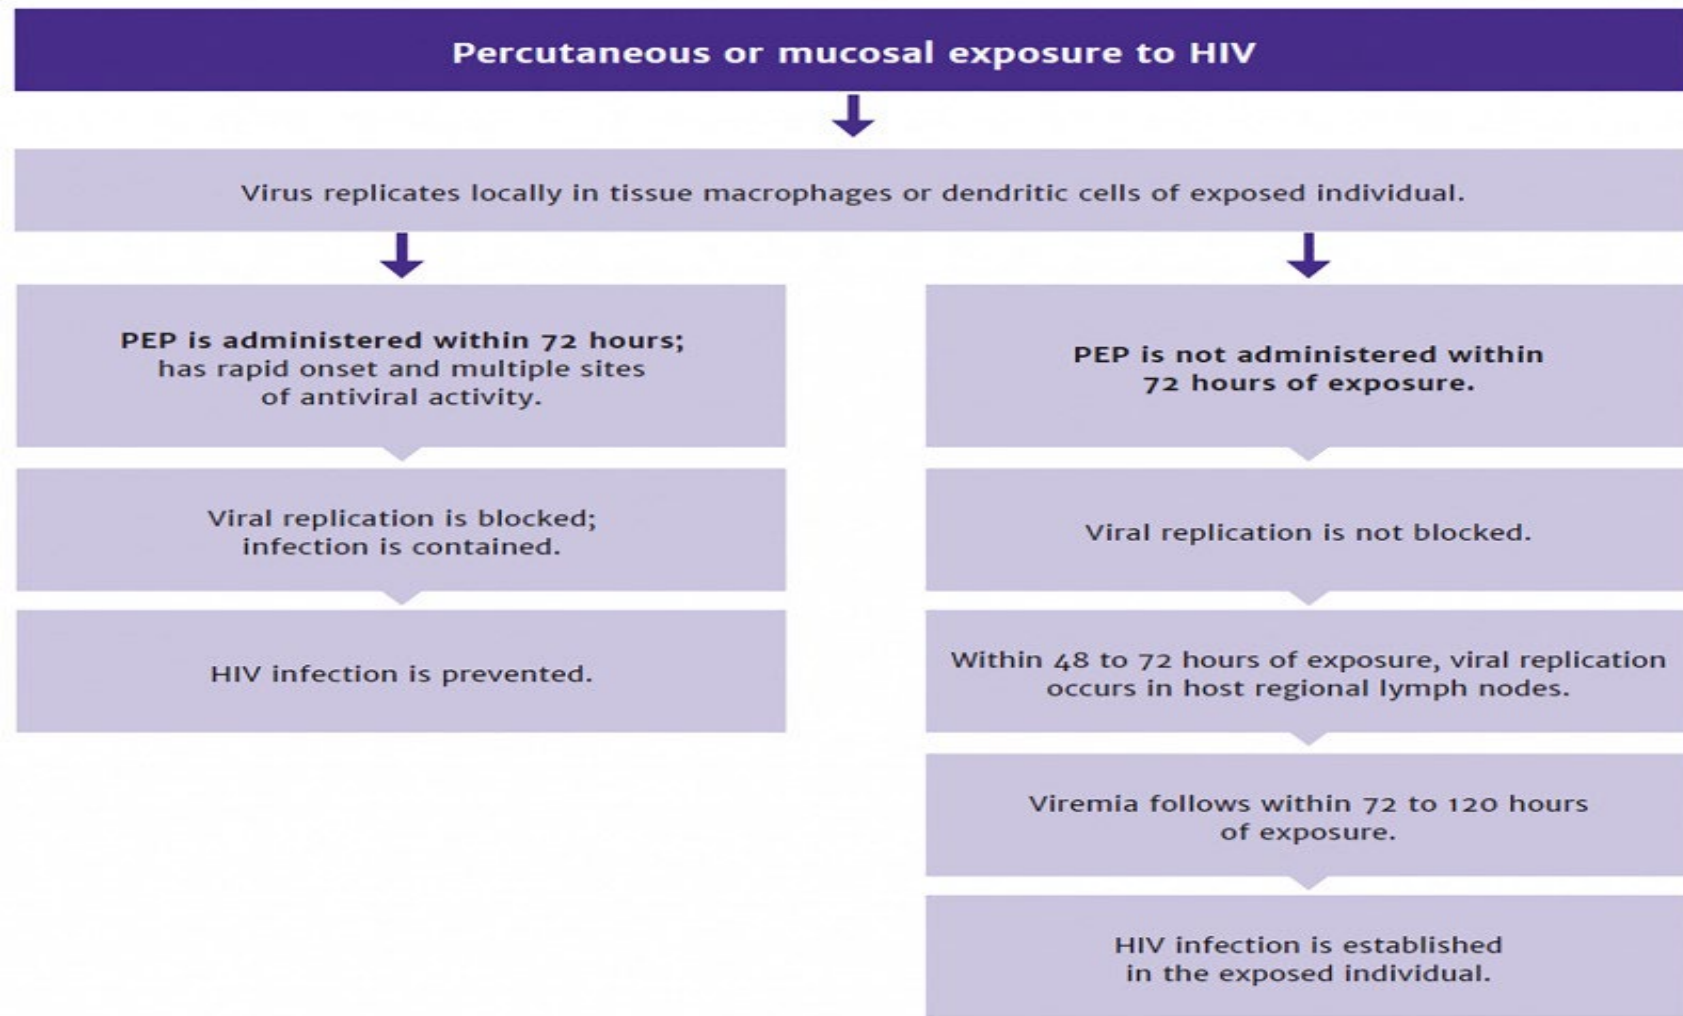 Percutaneous or mucosal exposure to HIV
Virus replicates locally in tissue macrophages or dendritic cells of exposed individual.
PEP is administered within 72 hours;
has rapid onset and multiple sites
of antiviral activity.
Viral replication is blocked;
infection is contained.
HIV infection is prevented.
PEP is not administered within
72 hours of exposure.
Viral replication is not blocked.
Within 48 to 72 hours of exposure, viral replication
occurs in host regional lymph nodes.
Viremia follows within 72 to 120 hours
of exposure.
HIV infection is established
in the exposed individual.